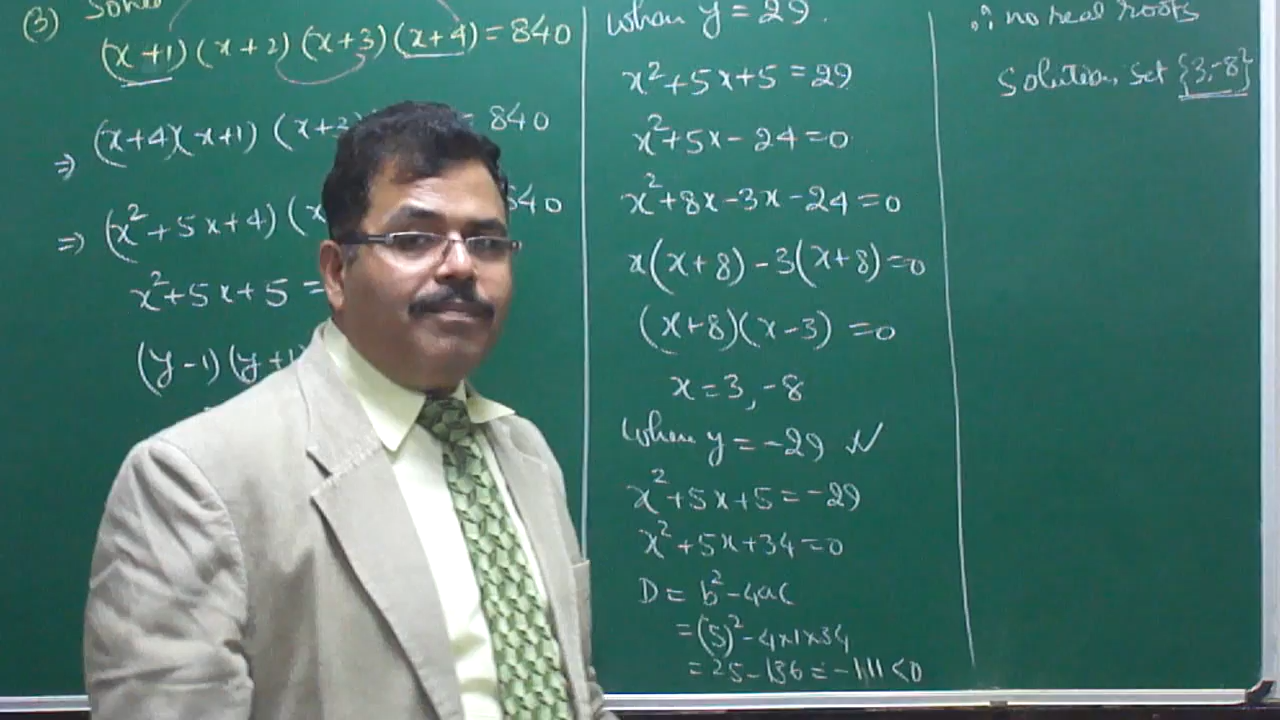 (3) Solve
(x+1)(x+2)(x+3)(x+4)=840
⇒ (x+4)(x+1)(x+3 = 840
⇒ (x²+5x+4)(x 840
x²+5x+5 =
(y-1)(y+1
When y = 29.
x²+5x+5=29
x²+5x-24=0
x²+8x-3x-24=0
x(x+8)-3(x+8)=0
(x+8)(x-3)=0
x=3,-8
When y=-29
x²+5x+5=-29
x²+5x+34=0
D = b²-4ac
=(5)²-4×1×34
=25-136=-111<0
∴ no real roots
Solution Set {3,-8}